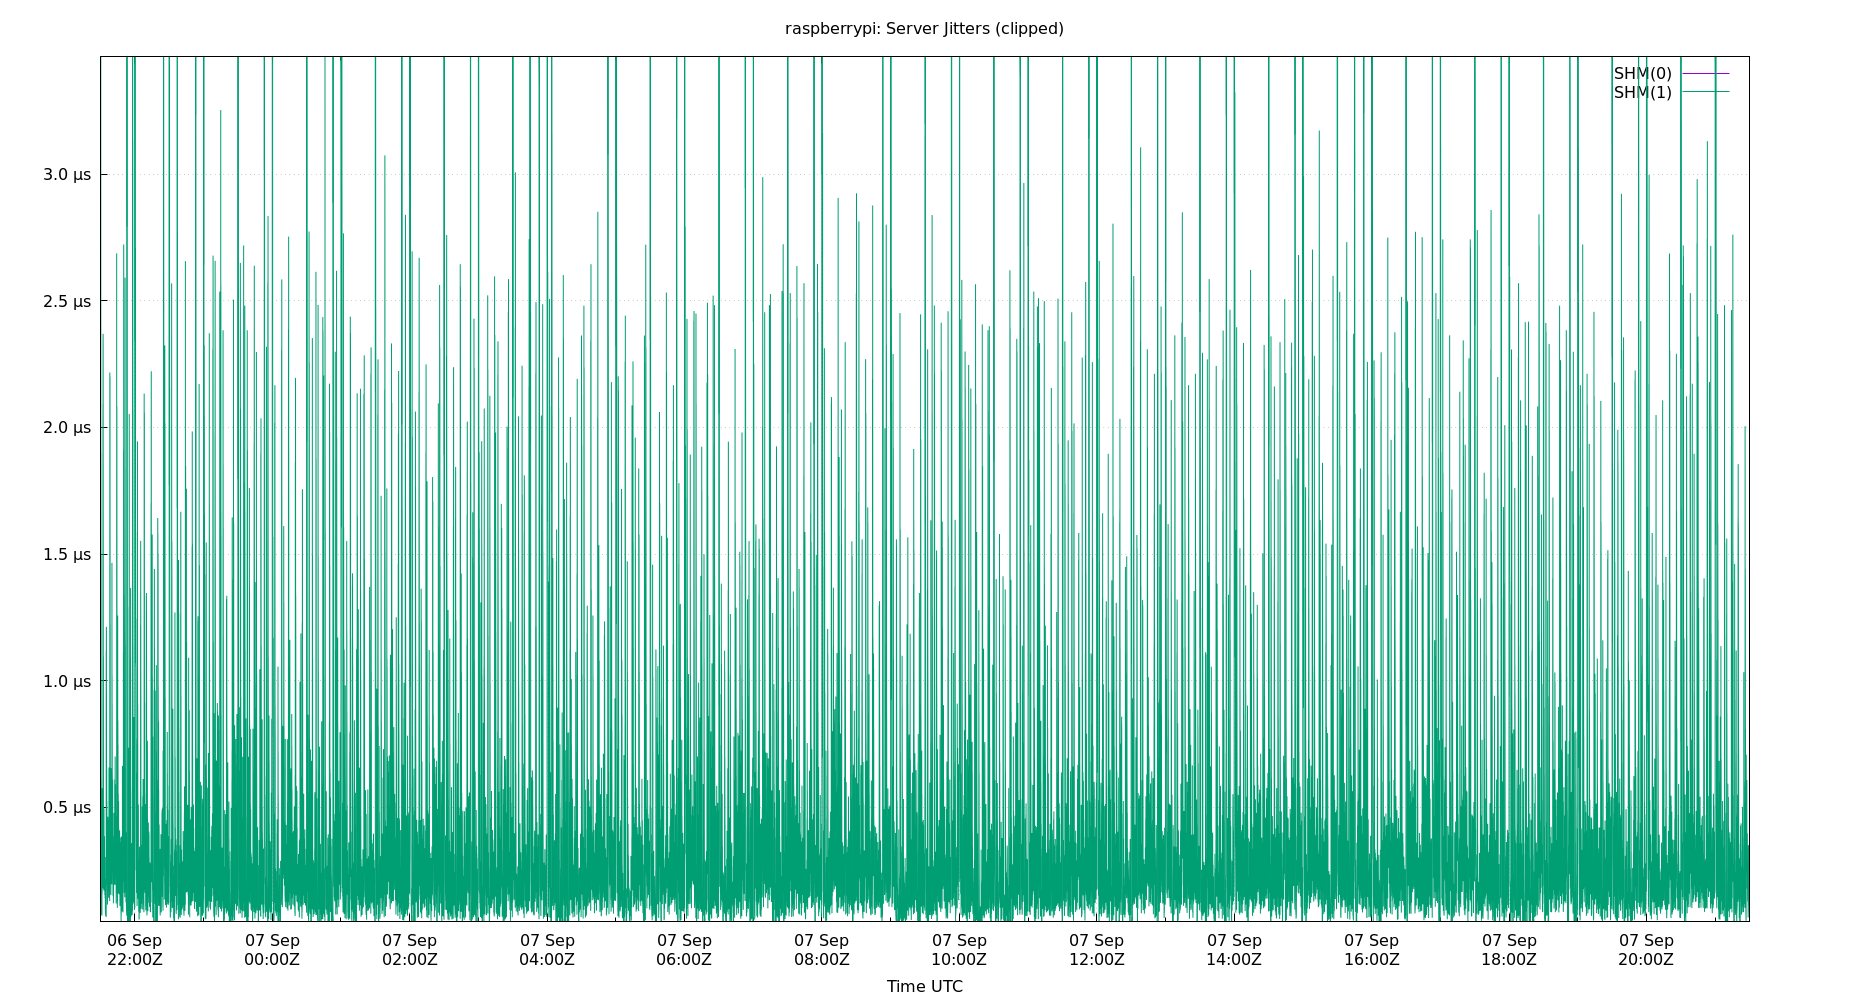 raspberrypi: Server Jitters (clipped)
SHM(0)
SHM(1)
3.0 µs
2.5 µs
2.0 µs
1.5 µs
1.0 µs
0.5 µs
06 Sep 07 Sep 07 Sep 07 Sep 07 Sep 07 Sep 07 Sep 07 Sep 07 Sep 07 Sep 07 Sep 07 Sep
22:00Z 00:00Z 02:00Z 04:00Z 06:00Z 08:00Z 10:00Z 12:00Z 14:00Z 16:00Z 18:00Z 20:00Z
Time UTC